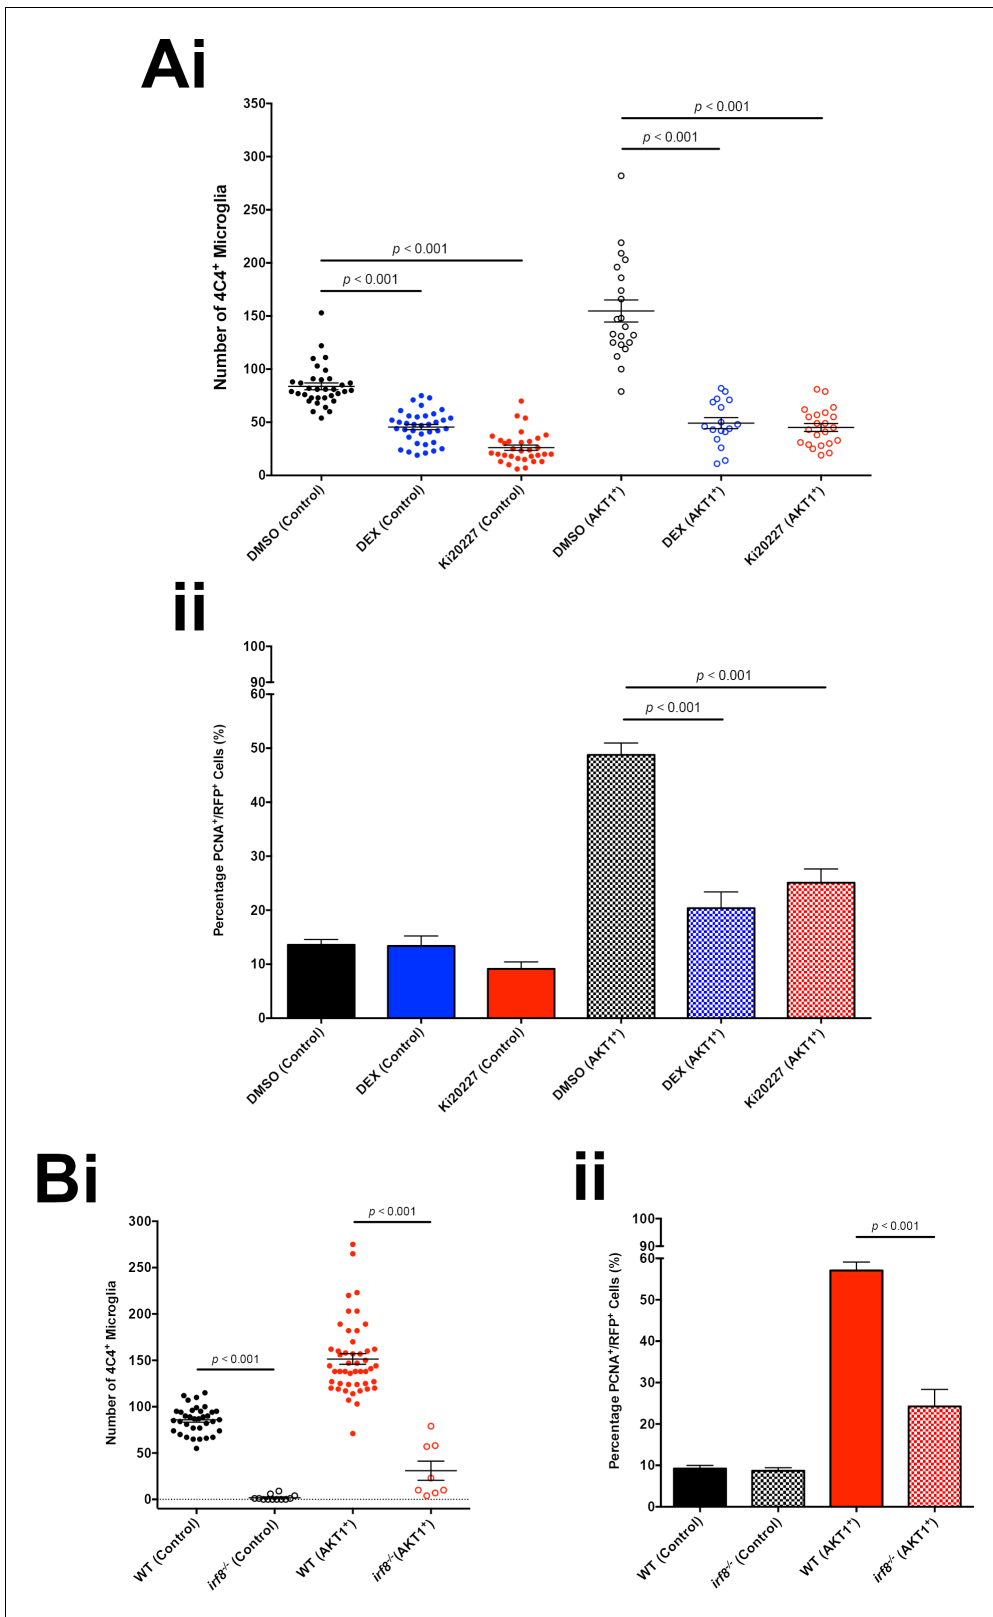 Ai
350
300
250
200
150
100
50
0
Number of 4C4⁺ Microglia
p < 0.001
p < 0.001
p < 0.001
p < 0.001
DMSO (Control)
DEX (Control)
Ki20227 (Control)
DMSO (AKT1⁺)
DEX (AKT1⁺)
Ki20227 (AKT1⁺)
ii
100
90
60
50
40
30
20
10
0
Percentage PCNA⁺/RFP⁺ Cells (%)
p < 0.001
p < 0.001
DMSO (Control)
DEX (Control)
Ki20227 (Control)
DMSO (AKT1⁺)
DEX (AKT1⁺)
Ki20227 (AKT1⁺)
Bi
300
250
200
150
100
50
0
Number of 4C4⁺ Microglia
p < 0.001
p < 0.001
WT (Control)
irf8⁻/⁻ (Control)
WT (AKT1⁺)
irf8⁻/⁻(AKT1⁺)
ii
100
90
60
50
40
30
20
10
0
Percentage PCNA⁺/RFP⁺ Cells (%)
p < 0.001
WT (Control)
irf8⁻/⁻ (Control)
WT (AKT1⁺)
irf8⁻/⁻ (AKT1⁺)